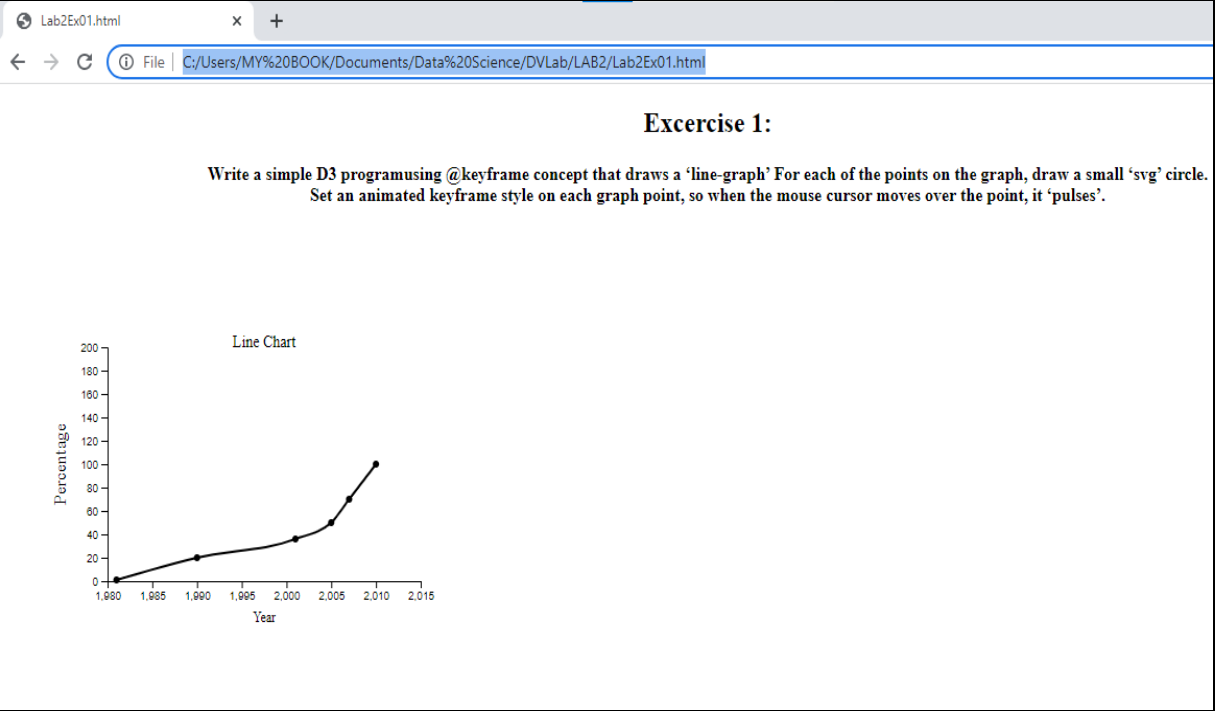 Lab2Ex01.html
File C:/Users/MY%20BOOK/Documents/Data%20Science/DVLab/LAB2/Lab2Ex01.html
Excercise 1:
Write a simple D3 programusing @keyframe concept that draws a ‘line-graph’ For each of the points on the graph, draw a small ‘svg’ circle.
Set an animated keyframe style on each graph point, so when the mouse cursor moves over the point, it ‘pulses’.
Line Chart
200
180
160
140
120
100
80
60
40
20
0
Percentage
1,980 1,985 1,990 1,995 2,000 2,005 2,010 2,015
Year